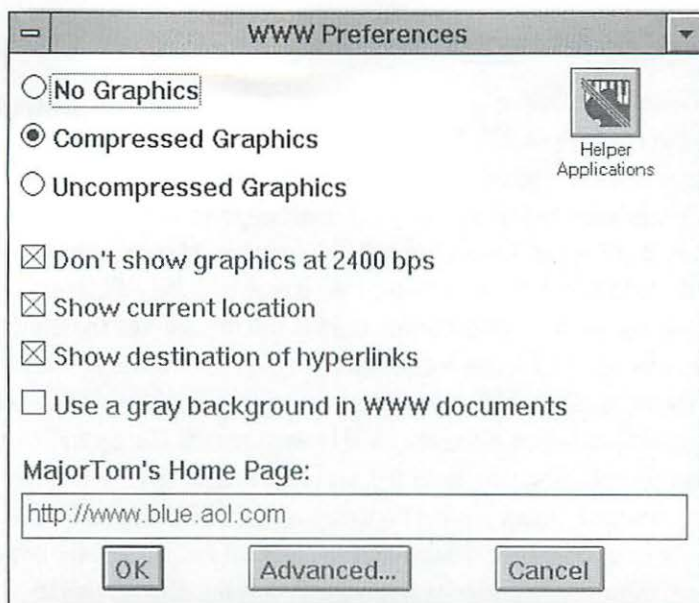 WWW Preferences
No Graphics
Compressed Graphics
Uncompressed Graphics
Helper
Applications
Don't show graphics at 2400 bps
Show current location
Show destination of hyperlinks
Use a gray background in WWW documents
MajorTom's Home Page:
http://www.blue.aol.com
OK
Advanced...
Cancel